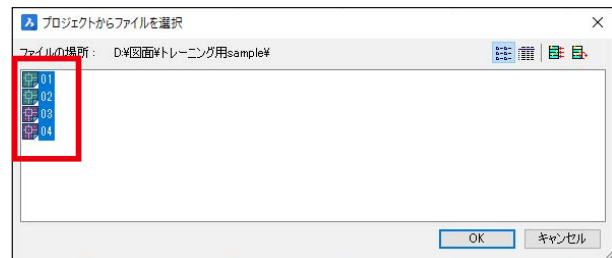 プロジェクトからファイルを選択
ファイルの場所： D:¥図面¥トレーニング用sample¥
01
02
03
04
OK キャンセル